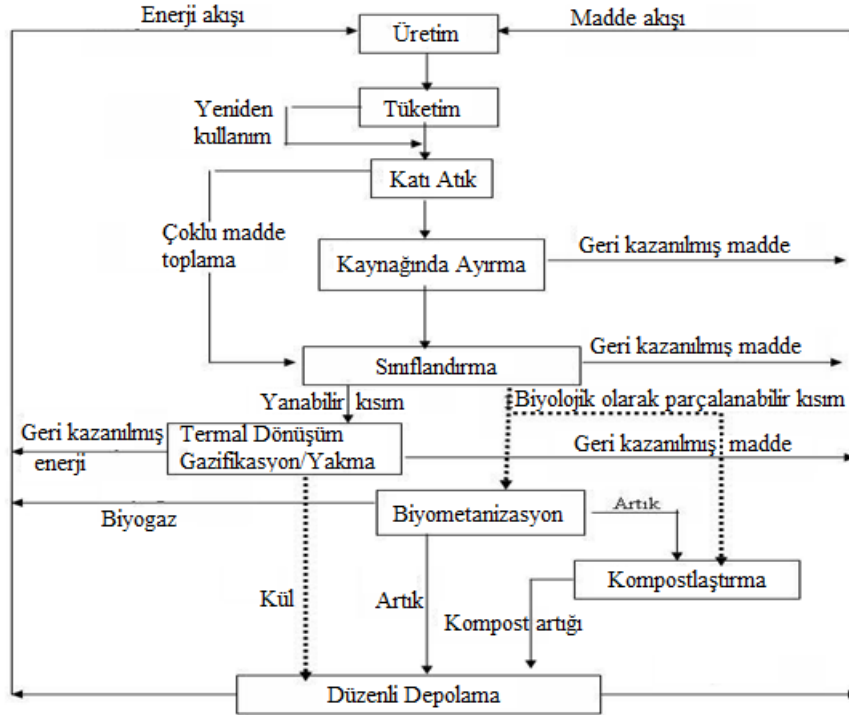 Enerji akışı
Üretim
Madde akışı
Yeniden
kullanım
Tüketim
Katı Atık
Çoklu madde
toplama
Kaynağında Ayırma
Geri kazanılmış madde
Sınıflandırma
Geri kazanılmış madde
Yanabilir kısım
Biyolojik olarak parçalanabilir kısım
Geri kazanılmış
enerji
Termal Dönüşüm
Gazifikasyon/Yakma
Geri kazanılmış madde
Biyogaz
Biyometanizasyon
Artık
Kompostlaştırma
Kül
Artık
Kompost artığı
Düzenli Depolama